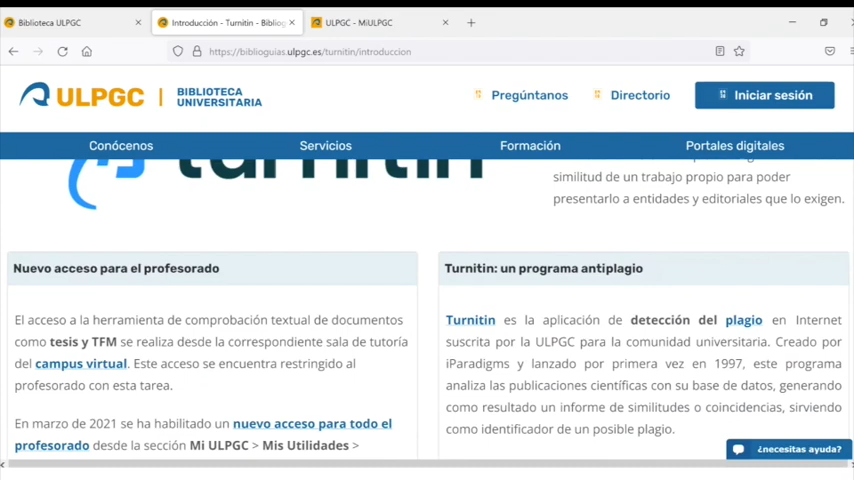 Biblioteca ULPGC
Introducción - Turnitin - Bibliog
ULPGC - MiULPGC
https://biblioguias.ulpgc.es/turnitin/introduccion
ULPGC
BIBLIOTECA
UNIVERSITARIA
Pregúntanos
Directorio
Iniciar sesión
Conócenos
Servicios
Formación
Portales digitales
turnitin
similitud de un trabajo propio para poder
presentarlo a entidades y editoriales que lo exigen.
Nuevo acceso para el profesorado
El acceso a la herramienta de comprobación textual de documentos
como tesis y TFM se realiza desde la correspondiente sala de tutoría
del campus virtual. Este acceso se encuentra restringido al
profesorado con esta tarea.
En marzo de 2021 se ha habilitado un nuevo acceso para todo el
profesorado desde la sección Mi ULPGC > Mis Utilidades >
Turnitin: un programa antiplagio
Turnitin es la aplicación de detección del plagio en Internet
suscrita por la ULPGC para la comunidad universitaria. Creado por
iParadigms y lanzado por primera vez en 1997, este programa
analiza las publicaciones científicas con su base de datos, generando
como resultado un informe de similitudes o coincidencias, sirviendo
como identificador de un posible plagio.
¿necesitas ayuda?